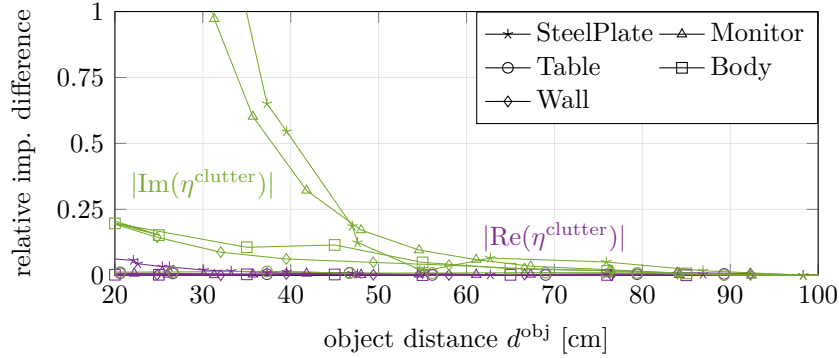 relative imp. difference
1
0.75
0.5
0.25
0
SteelPlate
Monitor
Table
Body
Wall
|Im(η^clutter)|
|Re(η^clutter)|
20 30 40 50 60 70 80 90 100
object distance d^obj [cm]